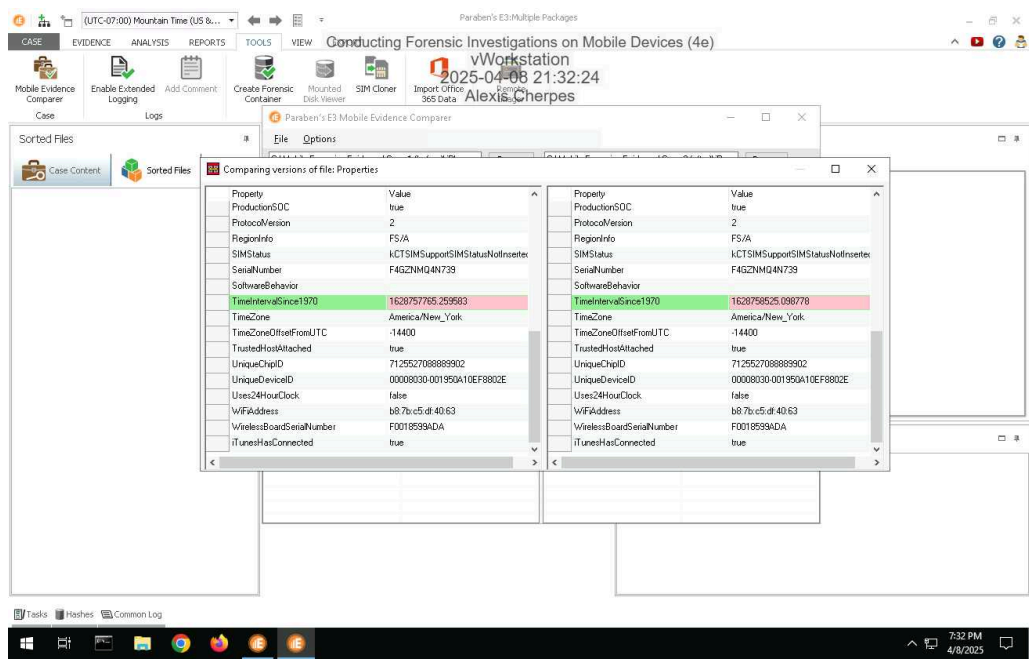 (UTC-07:00) Mountain Time (US &...
Paraben's E3:Multiple Packages
CASE EVIDENCE ANALYSIS REPORTS TOOLS VIEW
Conducting Forensic Investigations on Mobile Devices (4e)
vWorkstation
2025-04-08 21:32:24
Alexis Cherpes
Mobile Evidence Comparer
Enable Extended Logging
Add Comment
Create Forensic Container
Mounted Disk Viewer
SIM Cloner
Import Office 365 Data
Case
Logs
Paraben's E3 Mobile Evidence Comparer
File Options
Sorted Files
Case Content
Sorted Files
Comparing versions of file: Properties
Property Value Property Value
ProductionSOC true ProductionSOC true
ProtocolVersion 2 ProtocolVersion 2
RegionInfo FS/A RegionInfo FS/A
SIMStatus kCTSIMSupportSIMStatusNotInserted SIMStatus kCTSIMSupportSIMStatusNotInserted
SerialNumber F4GZNMQ4N739 SerialNumber F4GZNMQ4N739
SoftwareBehavior SoftwareBehavior
TimeIntervalSince1970 1628757765.259583 TimeIntervalSince1970 1628758525.098778
TimeZone America/New_York TimeZone America/New_York
TimeZoneOffsetFromUTC -14400 TimeZoneOffsetFromUTC -14400
TrustedHostAttached true TrustedHostAttached true
UniqueChipID 7125527088889902 UniqueChipID 7125527088889902
UniqueDeviceID 00008030-001950A10EF8802E UniqueDeviceID 00008030-001950A10EF8802E
Uses24HourClock false Uses24HourClock false
WiFiAddress b8:7b:c5:df:40:63 WiFiAddress b8:7b:c5:df:40:63
WirelessBoardSerialNumber F0018599ADA WirelessBoardSerialNumber F0018599ADA
iTunesHasConnected true iTunesHasConnected true
Tasks Hashes Common Log
7:32 PM
4/8/2025